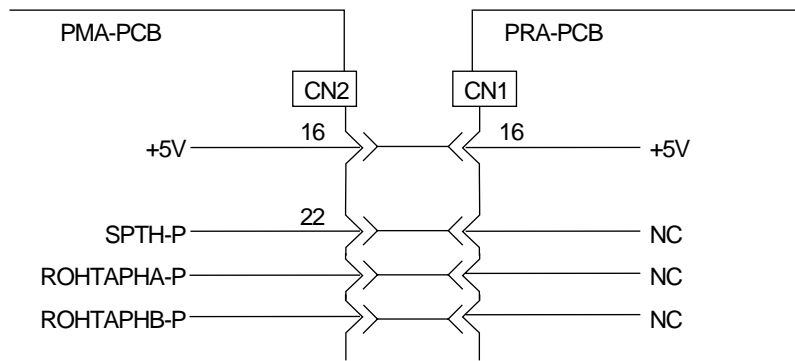 PMA-PCB PRA-PCB
CN2 CN1
16 16
+5V +5V
22
SPTH-P NC
ROHTAPHA-P NC
ROHTAPHB-P NC